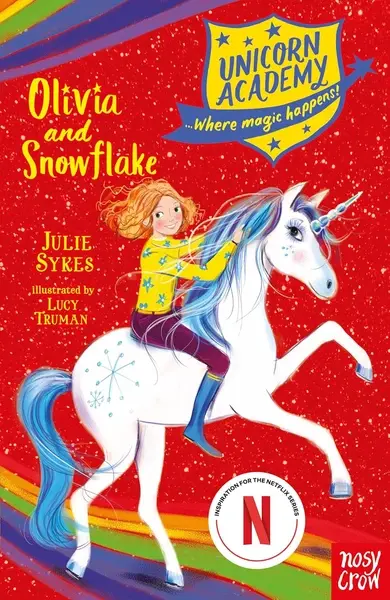 UNICORN
ACADEMY
...Where magic happens!
Olivia
and
Snowflake
JULIE
SYKES
illustrated by
LUCY
TRUMAN
INSPIRATION FOR THE NETFLIX SERIES
N
nosy
crow